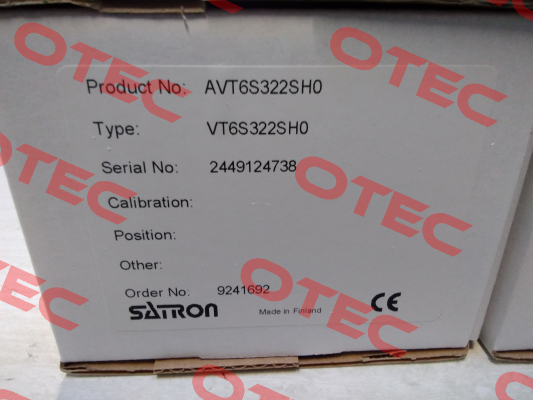 Product No: AVT6S322SH0
Type: VT6S322SH0
Serial No: 2449124738
Calibration:
Position:
Other:
Order No: 9241692
SATRON Made in Finland CE
OTEC
OTEC
OTEC
OTEC
OTEC
OTEC
OTEC